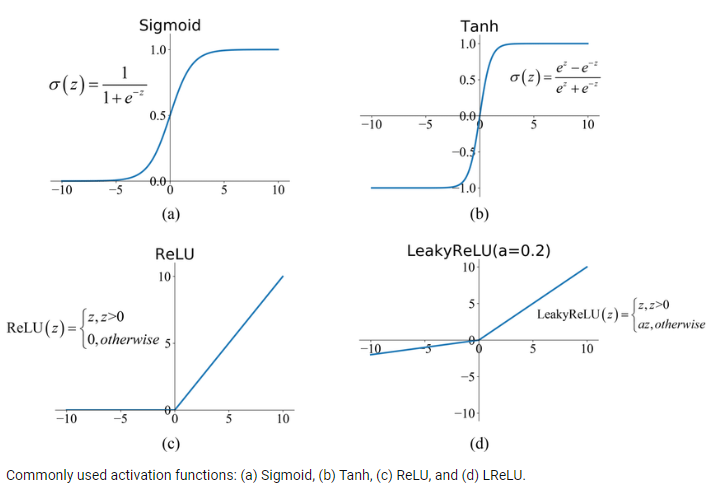 Sigmoid
σ(z)=1/(1+e^-z)
1.0
0.5
0.0
−10 −5 0 5 10
(a)
Tanh
σ(z)=(e^z−e^-z)/(e^z+e^-z)
1.0
0.5
0.0
−10 −5 0 5 10
−0.5
−1.0
(b)
ReLU
ReLU(z)={z,z>0
0,otherwise
10
5
0
−10 −5 0 5 10
(c)
LeakyReLU(a=0.2)
LeakyReLU(z)={z,z>0
az,otherwise
10
5
0
−10 −5 0 5 10
−5
−10
(d)
Commonly used activation functions: (a) Sigmoid, (b) Tanh, (c) ReLU, and (d) LReLU.